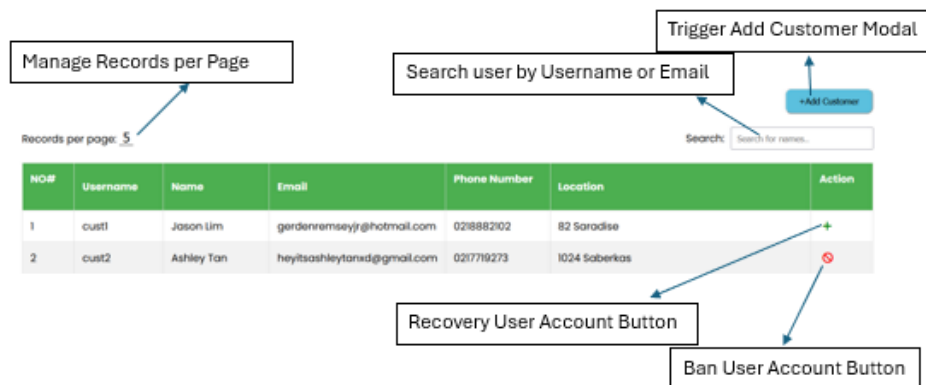 Trigger Add Customer Modal
Manage Records per Page
Search user by Username or Email
+Add Customer
Records per page: 5
Search: Search for names..
NO# Username Name Email Phone Number Location Action
1 cust1 Jason Lim gerdenremseyjr@hotmail.com 0218882102 82 Saradise
2 cust2 Ashley Tan heyitsashleytanxd@gmail.com 0217719273 1024 Saberkas
Recovery User Account Button
Ban User Account Button